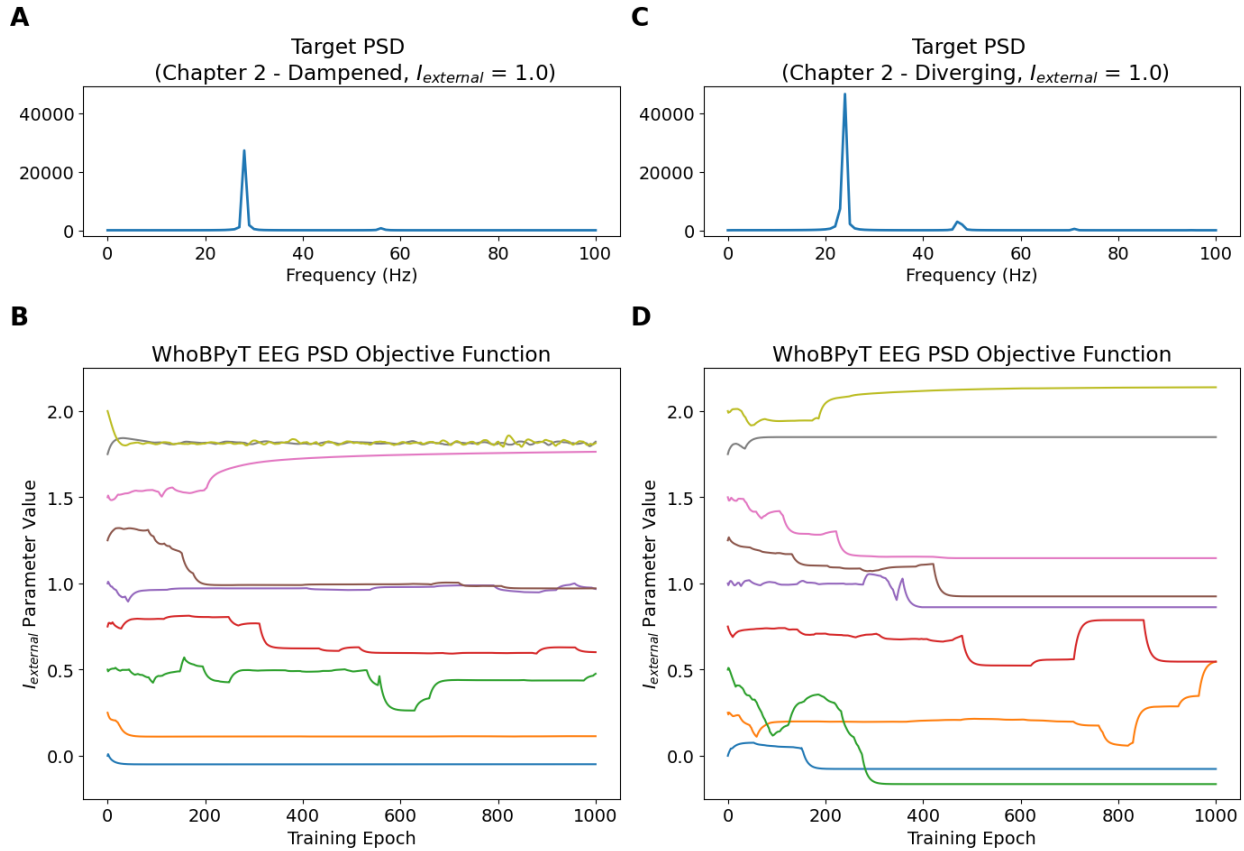 A
Target PSD
(Chapter 2 - Dampened, I_external = 1.0)
40000
20000
0
0 20 40 60 80 100
Frequency (Hz)
B
WhoBPyT EEG PSD Objective Function
I_external Parameter Value
2.0
1.5
1.0
0.5
0.0
0 200 400 600 800 1000
Training Epoch
C
Target PSD
(Chapter 2 - Diverging, I_external = 1.0)
40000
20000
0
0 20 40 60 80 100
Frequency (Hz)
D
WhoBPyT EEG PSD Objective Function
I_external Parameter Value
2.0
1.5
1.0
0.5
0.0
0 200 400 600 800 1000
Training Epoch